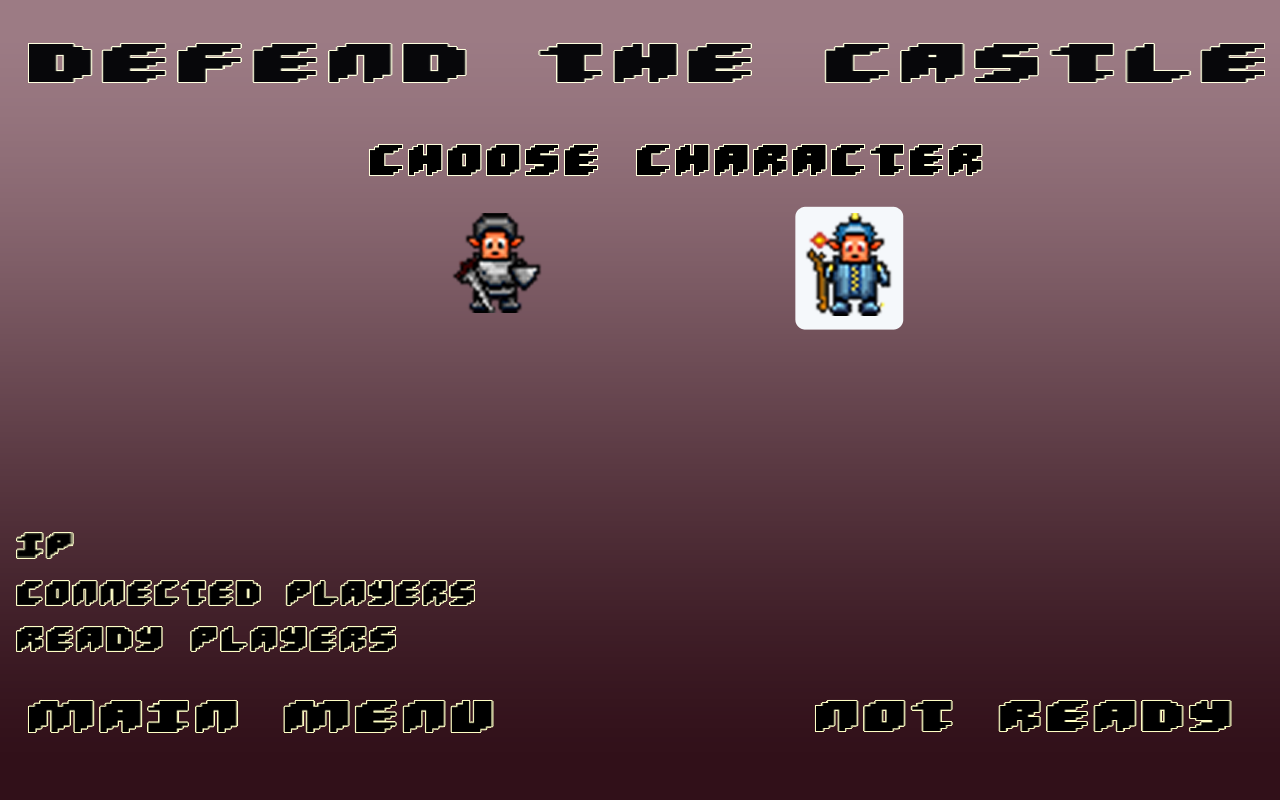 DEFEND THE CASTLE
CHOOSE CHARACTER
IP
CONNECTED PLAYERS
READY PLAYERS
MAIN MENU
NOT READY